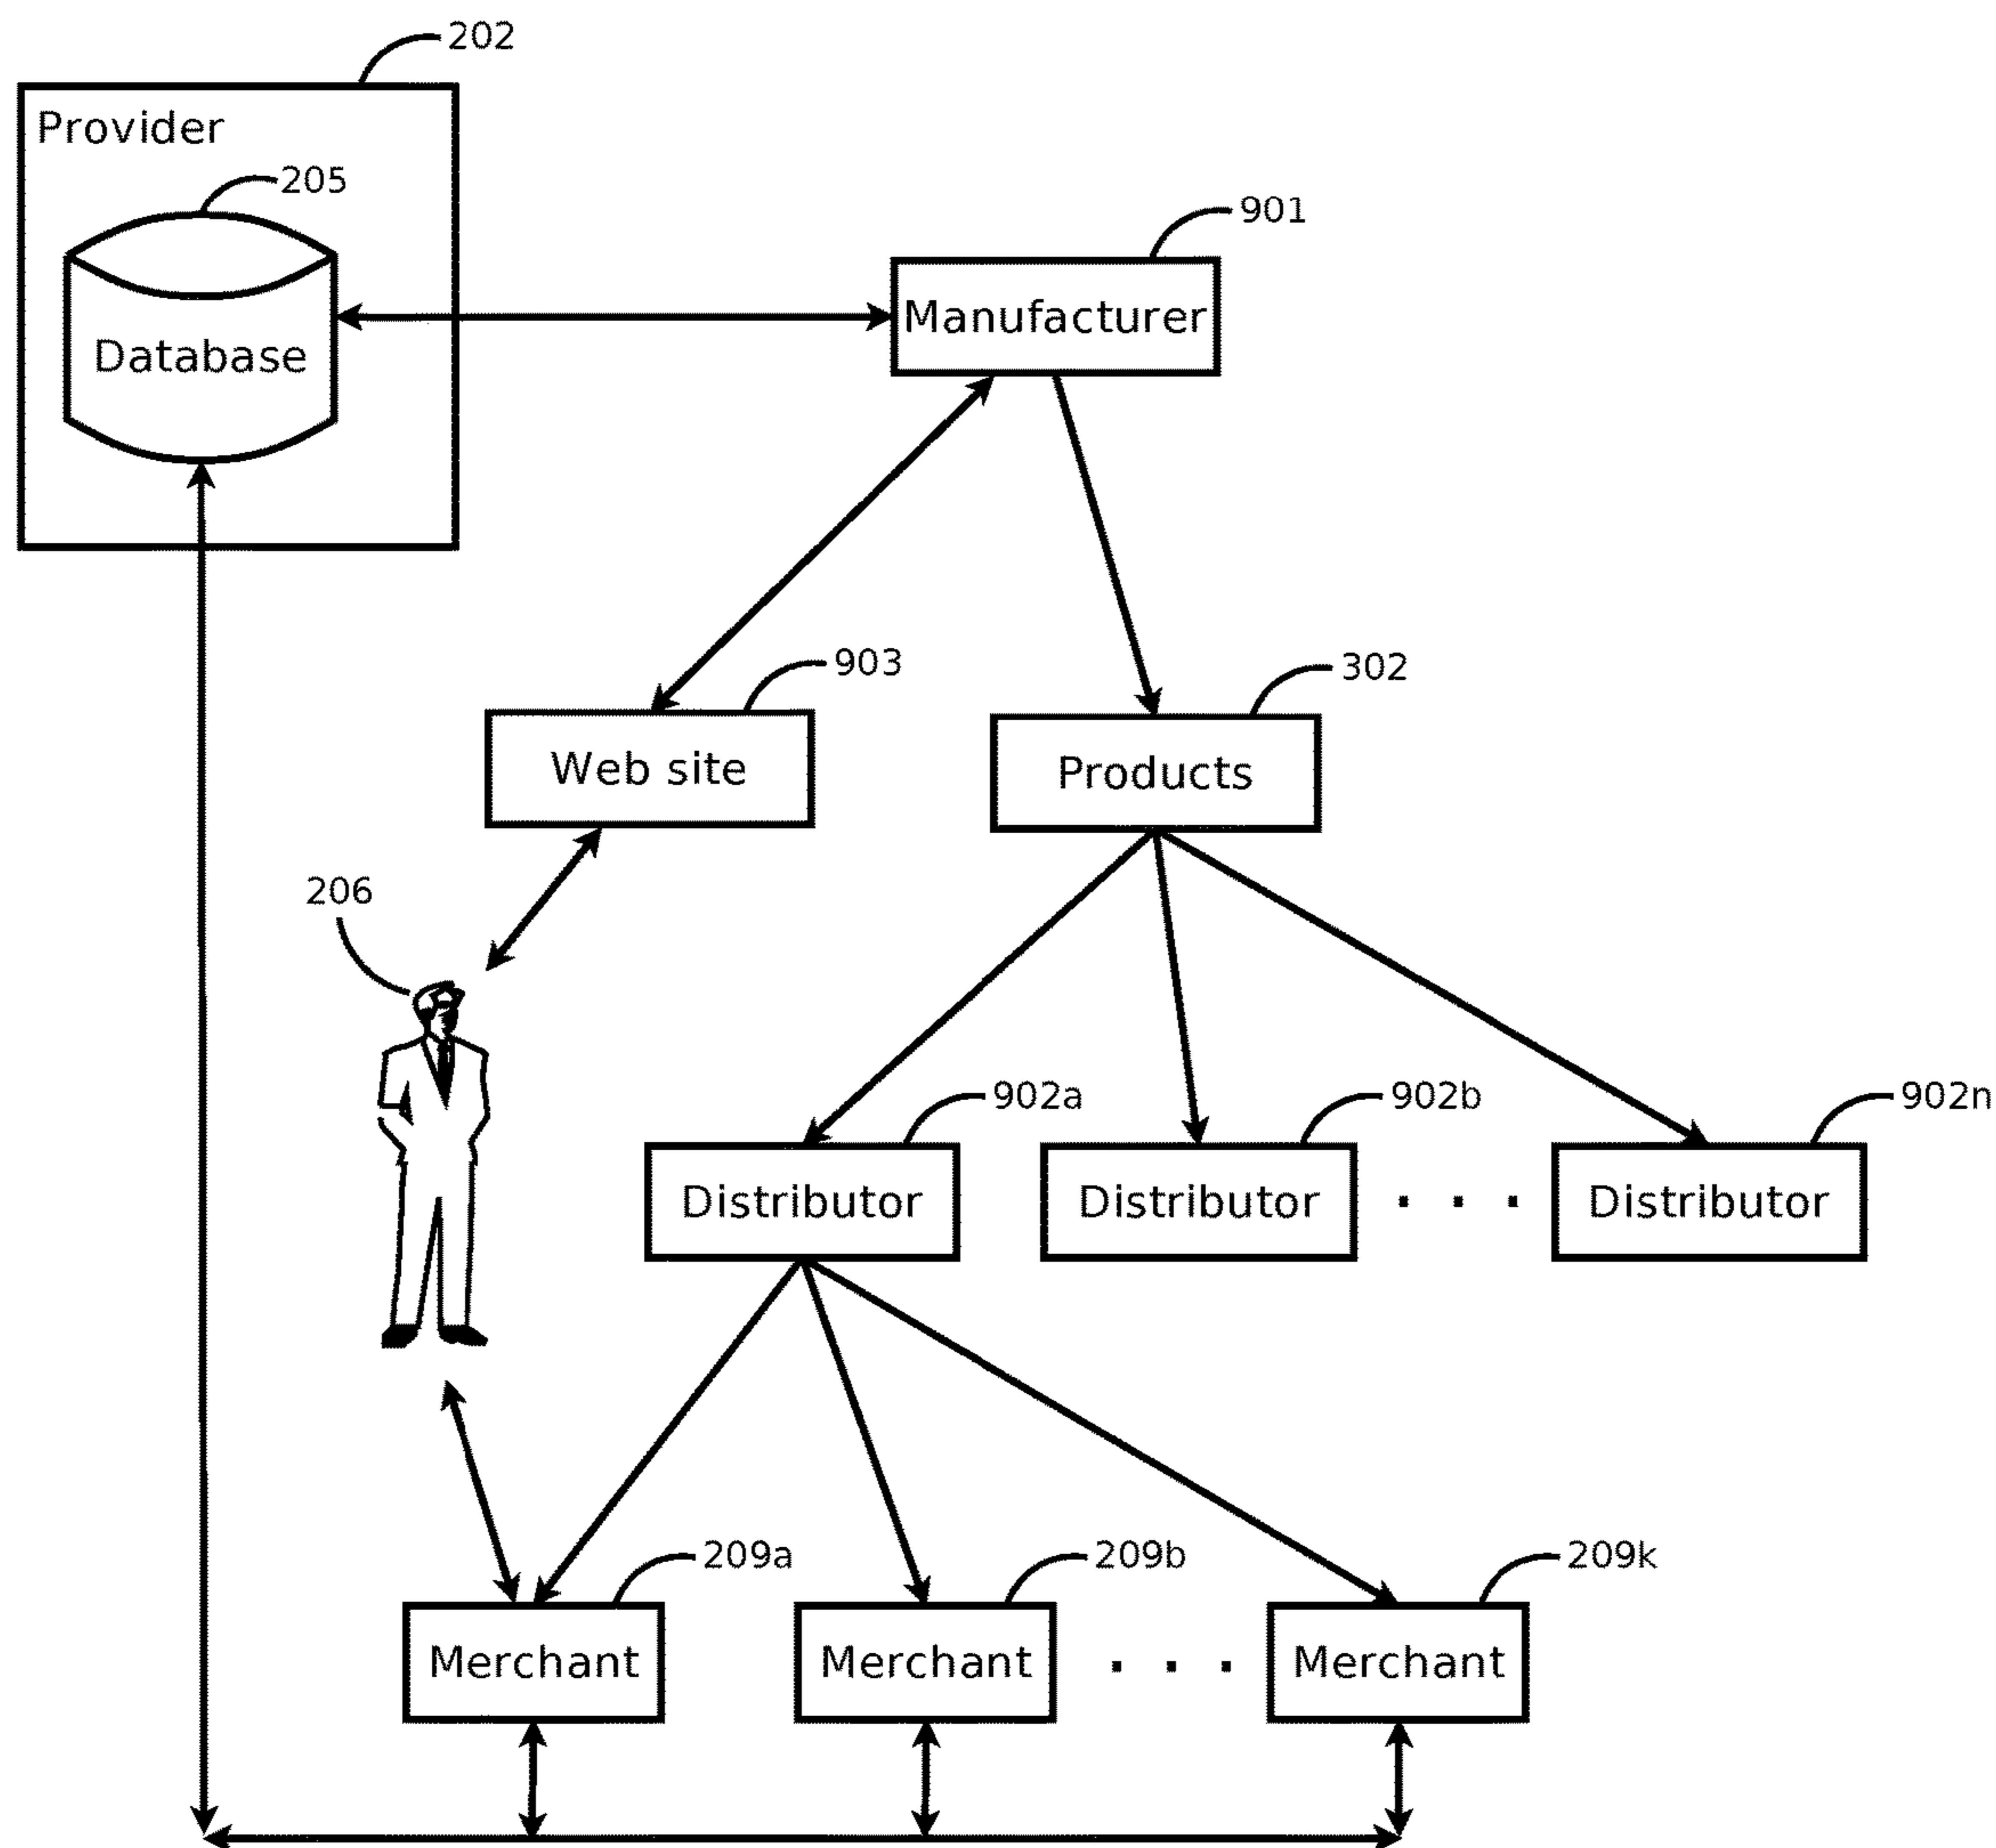 202
Provider
205
Database
901
Manufacturer
903
302
Web site
Products
206
902a
902b
902n
Distributor
Distributor
. . .
Distributor
209a
209b
209k
Merchant
Merchant
. . .
Merchant